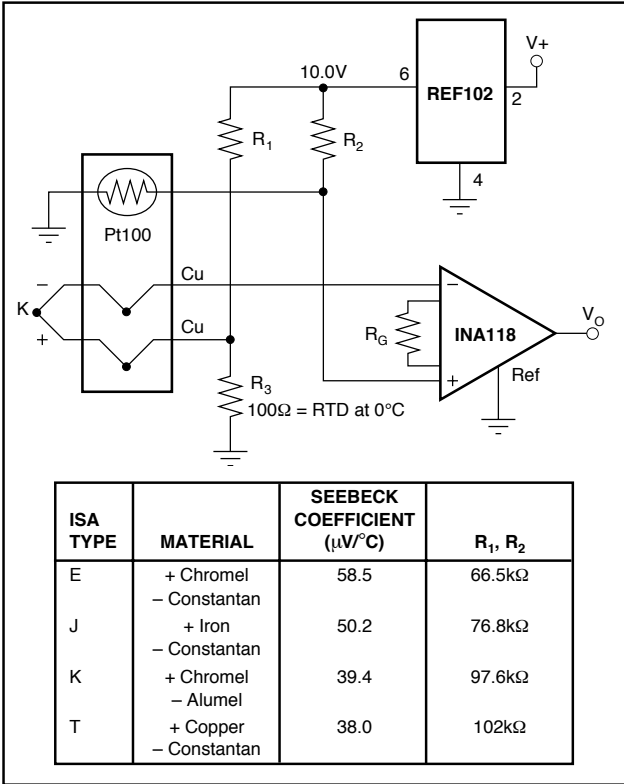 10.0V
6
REF102
2
V+
4
R1
R2
Pt100
Cu
−
K
+
Cu
R3
100Ω = RTD at 0°C
−
RG
INA118
+
Ref
VO
ISA TYPE MATERIAL SEEBECK COEFFICIENT (μV/°C) R1, R2
E + Chromel 58.5 66.5kΩ
– Constantan
J + Iron 50.2 76.8kΩ
– Constantan
K + Chromel 39.4 97.6kΩ
– Alumel
T + Copper 38.0 102kΩ
– Constantan